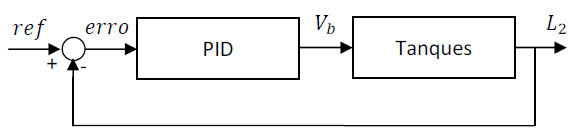 ref
erro
PID
V_b
Tanques
L_2
+
-